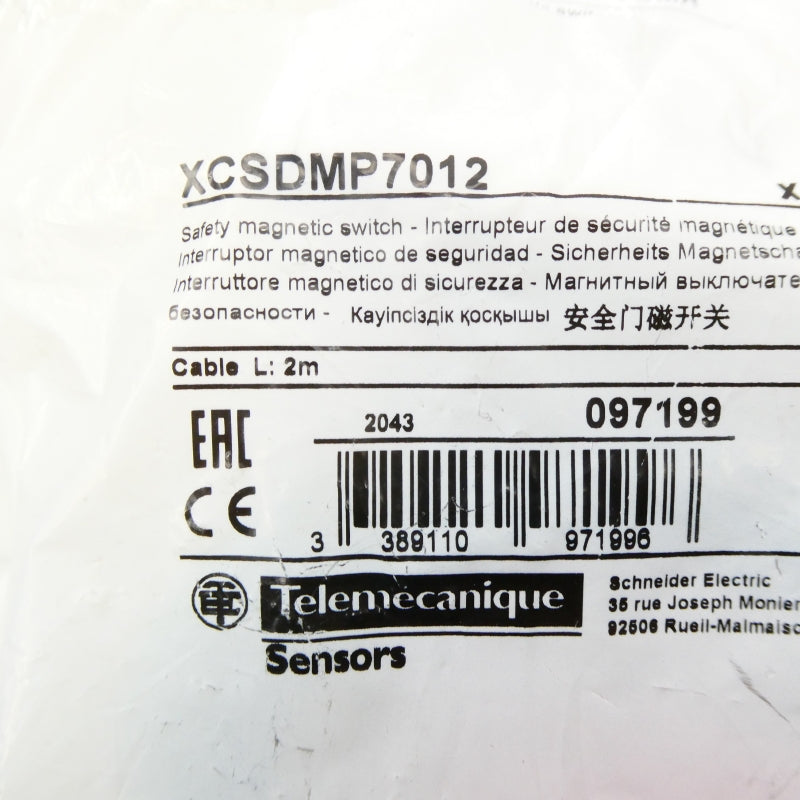 XCSDMP7012
Safety magnetic switch - Interrupteur de sécurité magnétique
Interruptor magnetico de seguridad - Sicherheits Magnetscha
Interruttore magnetico di sicurezza - Магнитный выключате
безопасности - Қауіпсіздік қосқышы 安全门磁开关
Cable L: 2m
EAC 2043 097199
CE
3 389110 971996
Telemecanique
Sensors
Schneider Electric
35 rue Joseph Monier
92506 Rueil-Malmaiso